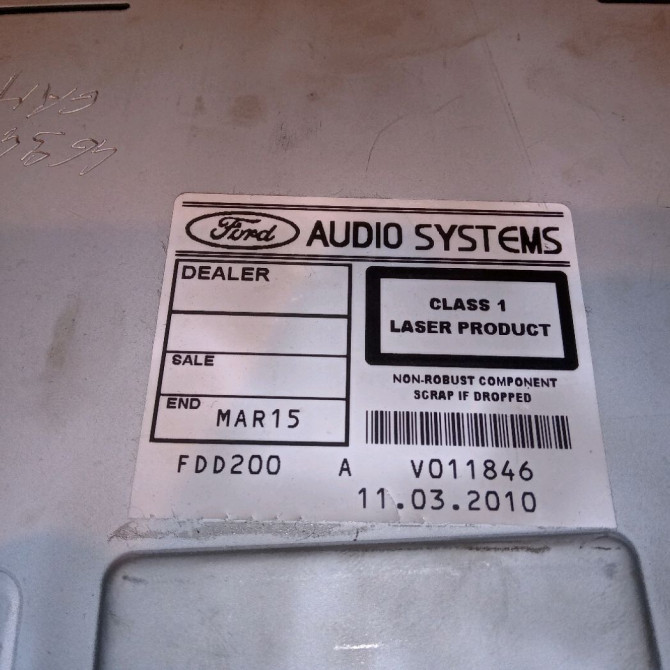 Ford AUDIO SYSTEMS
DEALER
CLASS 1
LASER PRODUCT
SALE
NON-ROBUST COMPONENT
SCRAP IF DROPPED
END MAR15
FDD200 A V011846
11.03.2010